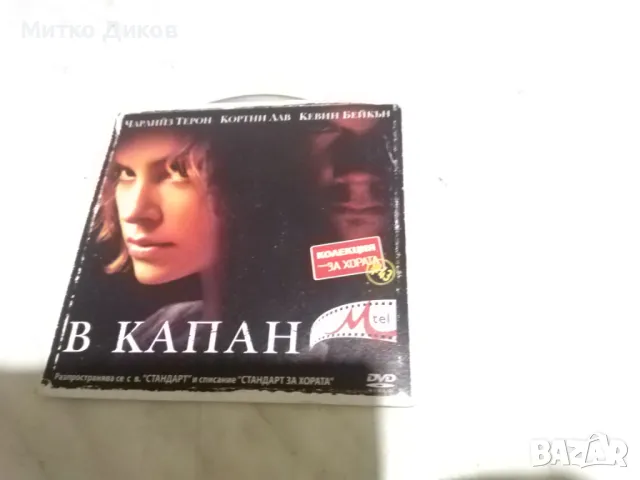 Митко Диков
ЧАРЛИЙЗ ТЕРОН КОРТНИ ЛАВ КЕВИН БЕЙКЪН
КОЛЕКЦИЯ
ЗА ХОРАТА
M tel
В КАПАН
Разпространява се с в. "СТАНДАРТ" и списание "СТАНДАРТ ЗА ХОРАТА"
DVD
BAZAR